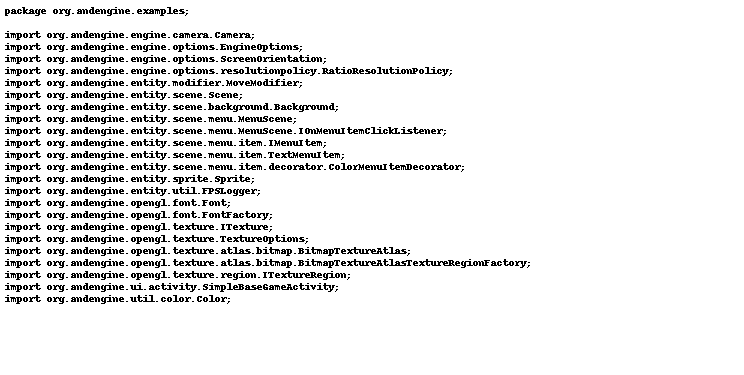 package org.andengine.examples;
import org.andengine.engine.camera.Camera;
import org.andengine.engine.options.EngineOptions;
import org.andengine.engine.options.ScreenOrientation;
import org.andengine.engine.options.resolutionpolicy.RatioResolutionPolicy;
import org.andengine.entity.modifier.MoveModifier;
import org.andengine.entity.scene.Scene;
import org.andengine.entity.scene.background.Background;
import org.andengine.entity.scene.menu.MenuScene;
import org.andengine.entity.scene.menu.MenuScene.IOnMenuItemClickListener;
import org.andengine.entity.scene.menu.item.IMenuItem;
import org.andengine.entity.scene.menu.item.TextMenuItem;
import org.andengine.entity.scene.menu.item.decorator.ColorMenuItemDecorator;
import org.andengine.entity.sprite.Sprite;
import org.andengine.entity.util.FPSLogger;
import org.andengine.opengl.font.Font;
import org.andengine.opengl.font.FontFactory;
import org.andengine.opengl.texture.ITexture;
import org.andengine.opengl.texture.TextureOptions;
import org.andengine.opengl.texture.atlas.bitmap.BitmapTextureAtlas;
import org.andengine.opengl.texture.atlas.bitmap.BitmapTextureAtlasTextureRegionFactory;
import org.andengine.opengl.texture.region.ITextureRegion;
import org.andengine.ui.activity.SimpleBaseGameActivity;
import org.andengine.util.color.Color;